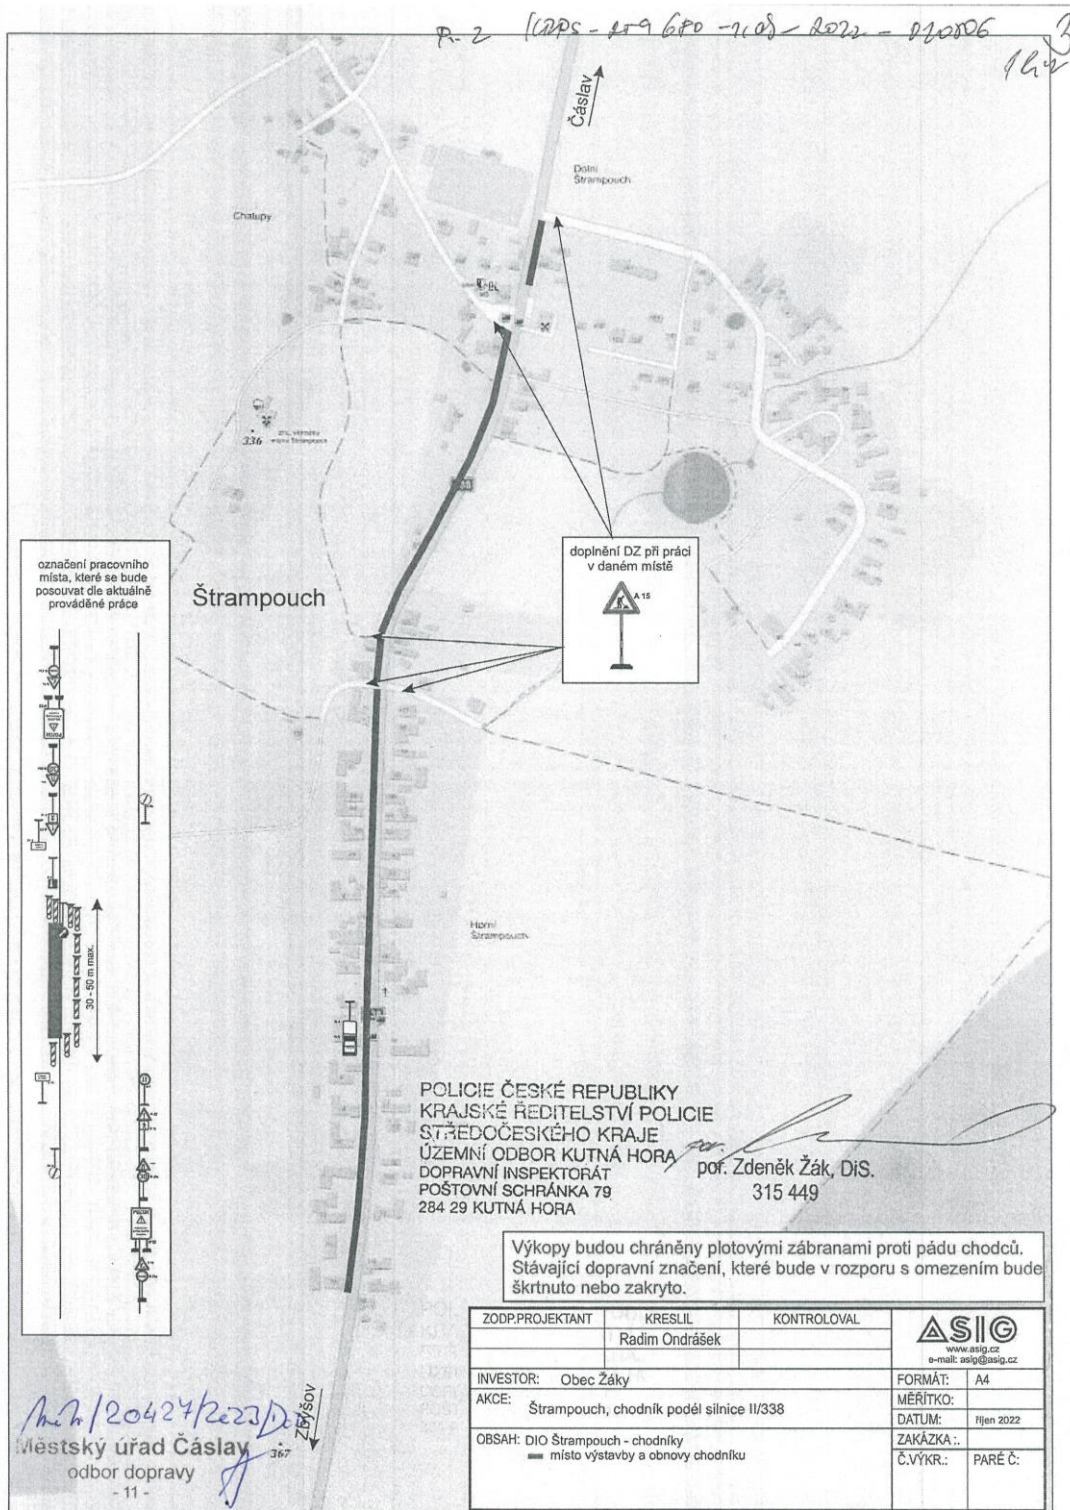 Čáslav
Dolní
Štrampouch
Chalupy
336
označení pracovního
místa, které se bude
posouvat dle aktuálně
prováděné práce
Štrampouch
doplnění DZ při práci
v daném místě
A 15
30 - 50 m max.
Horní
Štrampouch
POLICIE ČESKÉ REPUBLIKY
KRAJSKÉ ŘEDITELSTVÍ POLICIE
STŘEDOČESKÉHO KRAJE
ÚZEMNÍ ODBOR KUTNÁ HORA
DOPRAVNÍ INSPEKTORÁT
POŠTOVNÍ SCHRÁNKA 79
284 29 KUTNÁ HORA
por. Zdeněk Žák, DiS.
315 449
Výkopy budou chráněny plotovými zábranami proti pádu chodců.
Stávající dopravní značení, které bude v rozporu s omezením bude
škrtnuto nebo zakryto.
ZODP.PROJEKTANT KRESLIL KONTROLOVAL
Radim Ondrášek
ASIG
www.asig.cz
e-mail: asig@asig.cz
INVESTOR: Obec Žáky
FORMÁT: A4
AKCE: Štrampouch, chodník podél silnice II/338
MĚŘÍTKO:
DATUM: říjen 2022
OBSAH: DIO Štrampouch - chodníky
místo výstavby a obnovy chodníku
ZAKÁZKA :.
Č.VÝKR.: PARÉ Č:
Zbýšov
367
Městský úřad Čáslav
odbor dopravy
- 11 -